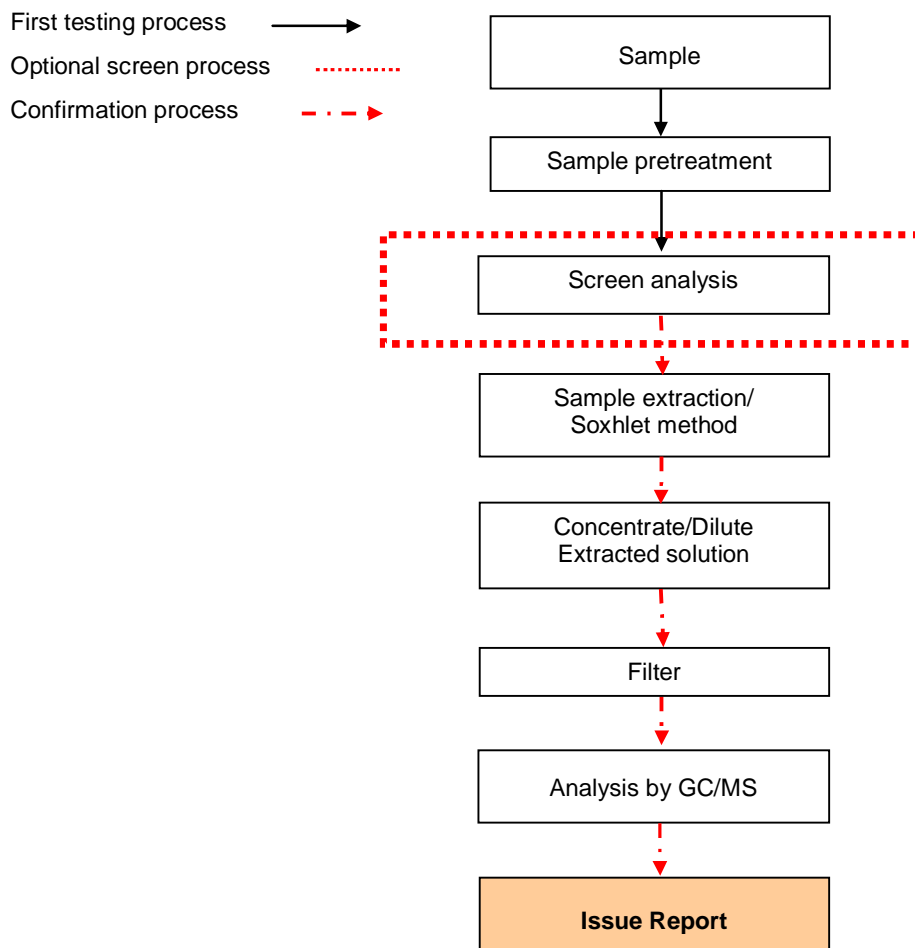 First testing process
Optional screen process
Confirmation process
Sample
Sample pretreatment
Screen analysis
Sample extraction/
Soxhlet method
Concentrate/Dilute
Extracted solution
Filter
Analysis by GC/MS
Issue Report